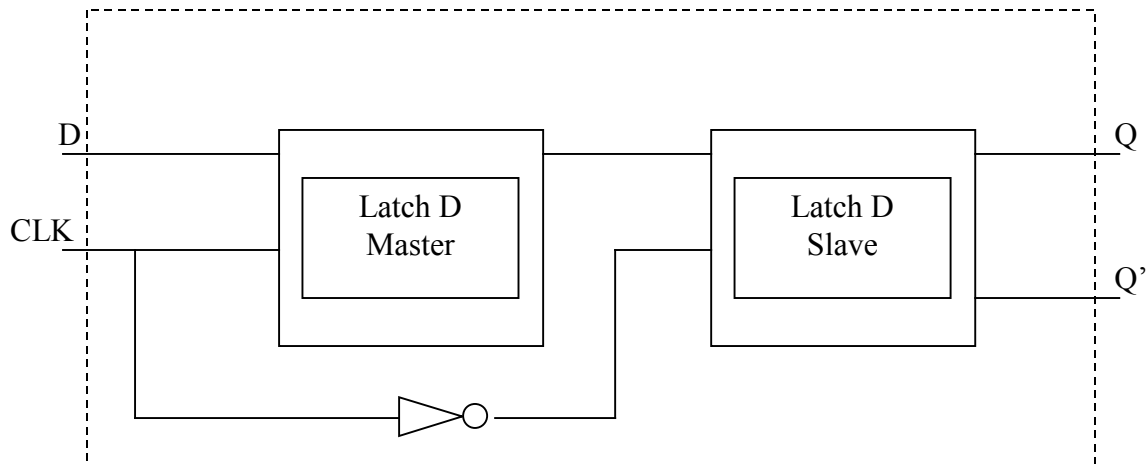 D
Q
CLK
Latch D
Master
Latch D
Slave
Q’